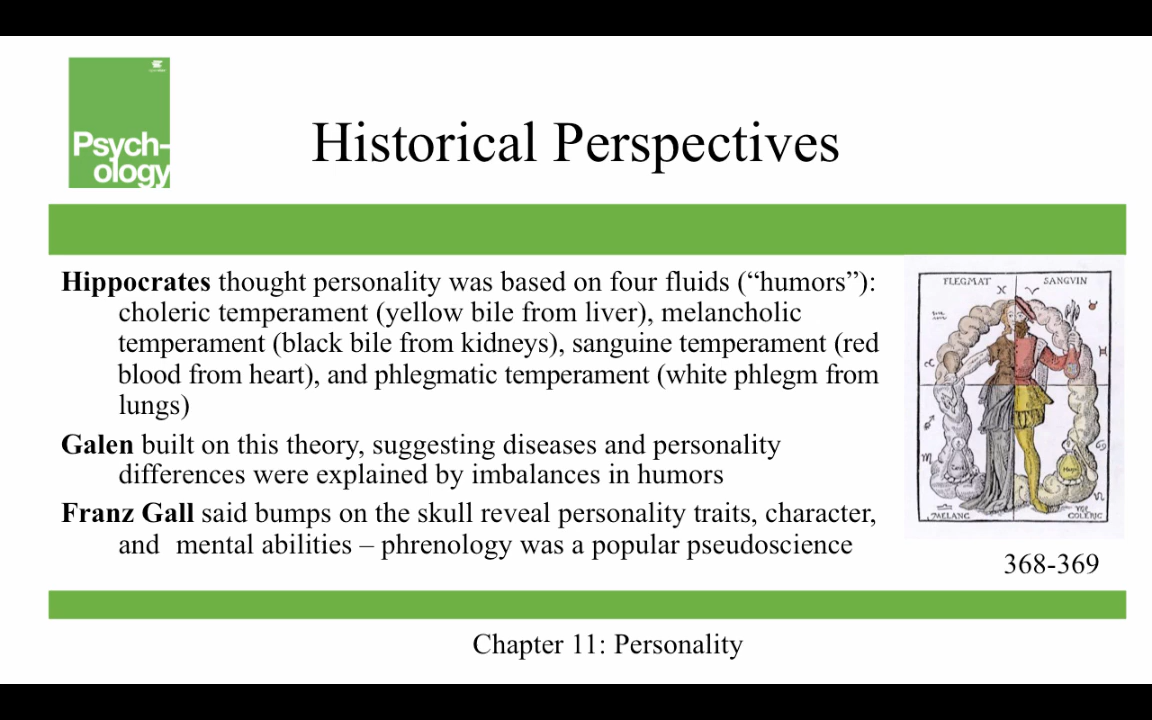 Psych-
ology
Historical Perspectives
Hippocrates thought personality was based on four fluids (“humors”):
choleric temperament (yellow bile from liver), melancholic
temperament (black bile from kidneys), sanguine temperament (red
blood from heart), and phlegmatic temperament (white phlegm from
lungs)
Galen built on this theory, suggesting diseases and personality
differences were explained by imbalances in humors
Franz Gall said bumps on the skull reveal personality traits, character,
and mental abilities – phrenology was a popular pseudoscience
FLEGMAT SANGVIN
MELANC COLERIC
368-369
Chapter 11: Personality